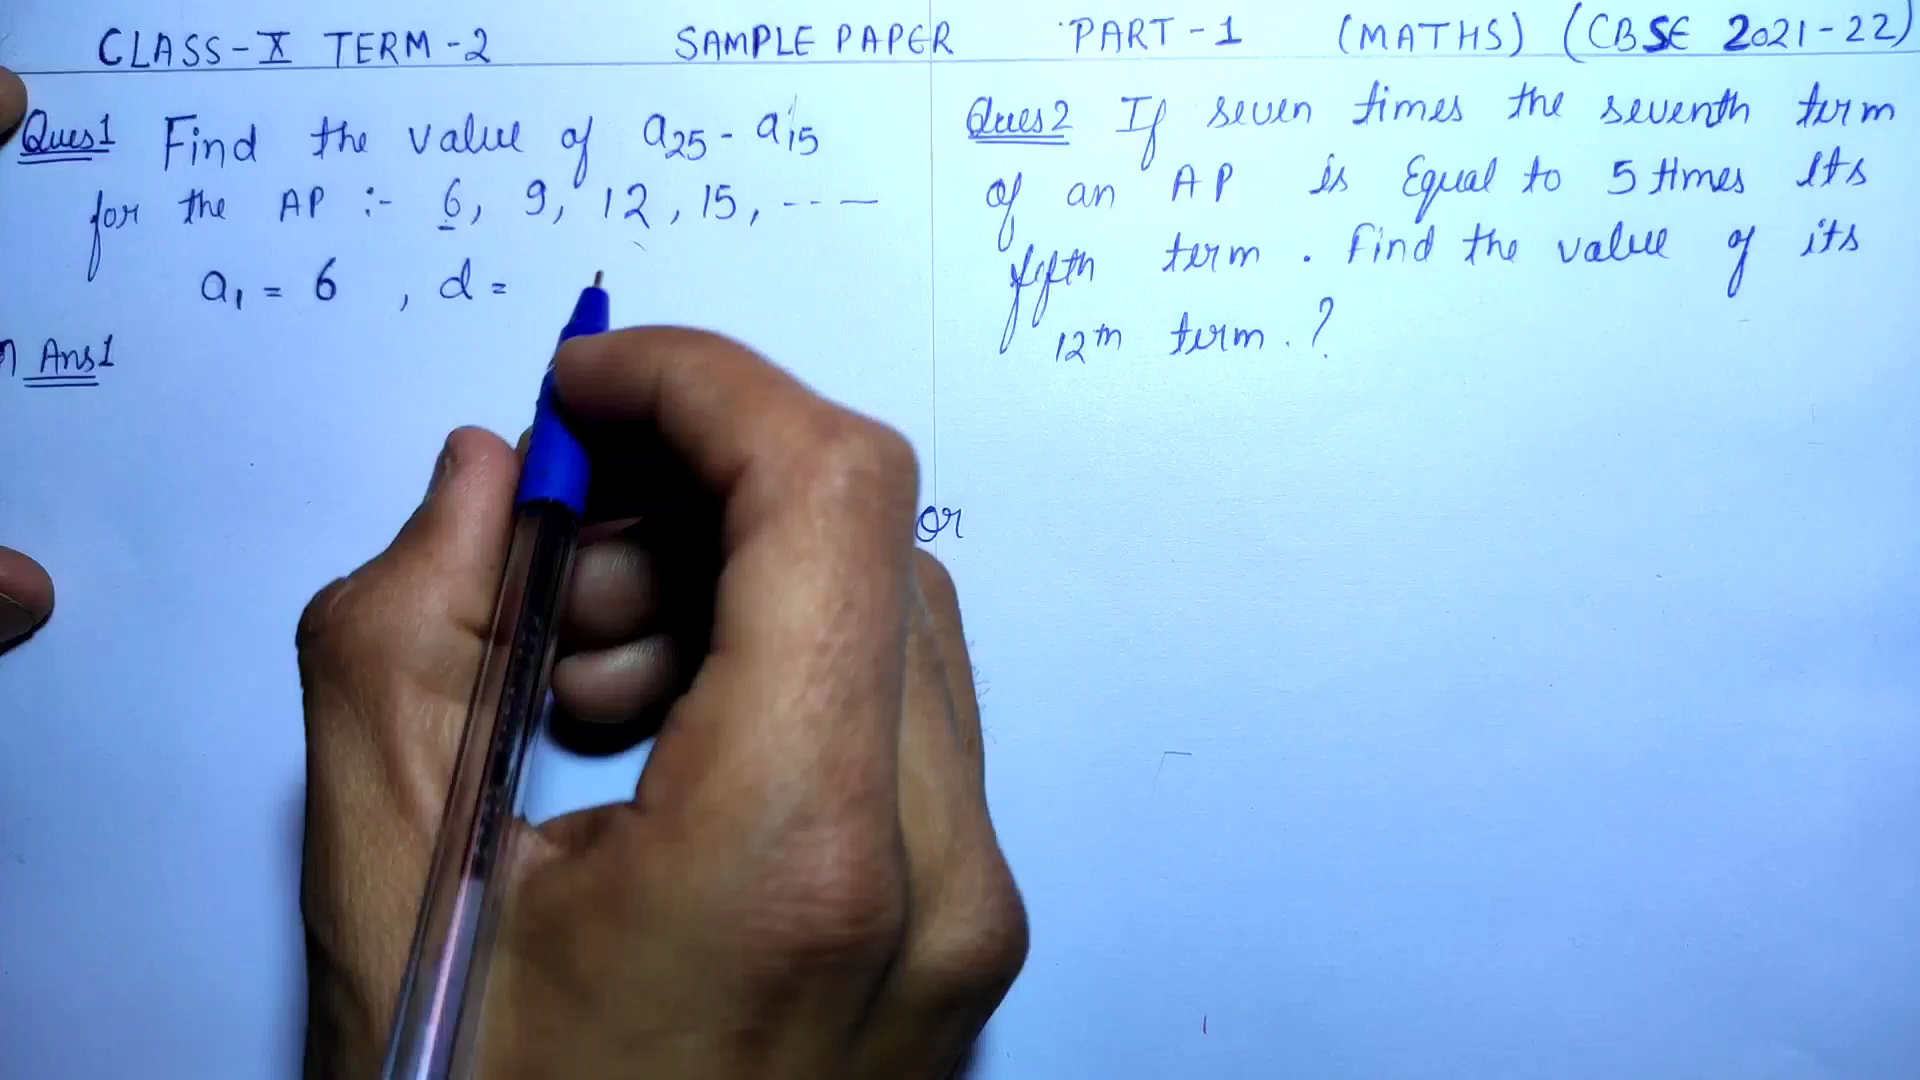 CLASS-X TERM-2 SAMPLE PAPER PART-1 (MATHS) (CBSE 2021-22)
Ques1 Find the value of a25 - a15
for the AP :- 6, 9, 12, 15, ----
a1 = 6 , d =
Ans1
or
Ques2 If seven times the seventh term
of an AP is Equal to 5 times Its
fifth term. Find the value of its
12th term.?